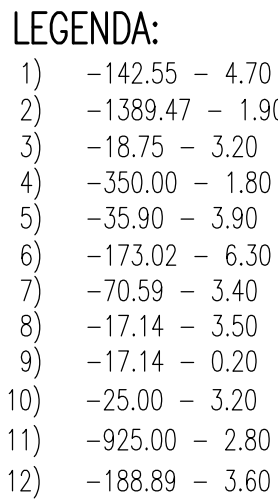 LEGENDA:
1) –142.55 – 4.70
2) –1389.47 – 1.90
3) –18.75 – 3.20
4) –350.00 – 1.80
5) –35.90 – 3.90
6) –173.02 – 6.30
7) –70.59 – 3.40
8) –17.14 – 3.50
9) –17.14 – 0.20
10) –25.00 – 3.20
11) –925.00 – 2.80
12) –188.89 – 3.60